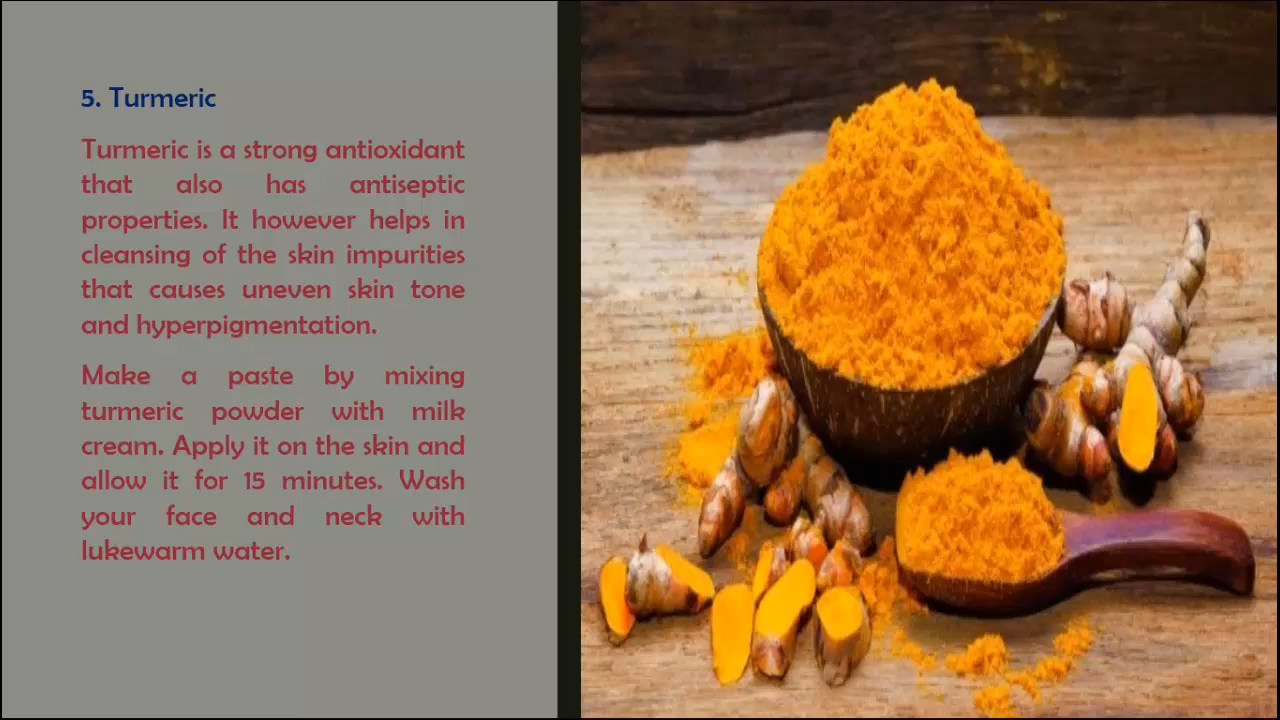 5. Turmeric
Turmeric is a strong antioxidant
that also has antiseptic
properties. It however helps in
cleansing of the skin impurities
that causes uneven skin tone
and hyperpigmentation.
Make a paste by mixing
turmeric powder with milk
cream. Apply it on the skin and
allow it for 15 minutes. Wash
your face and neck with
lukewarm water.